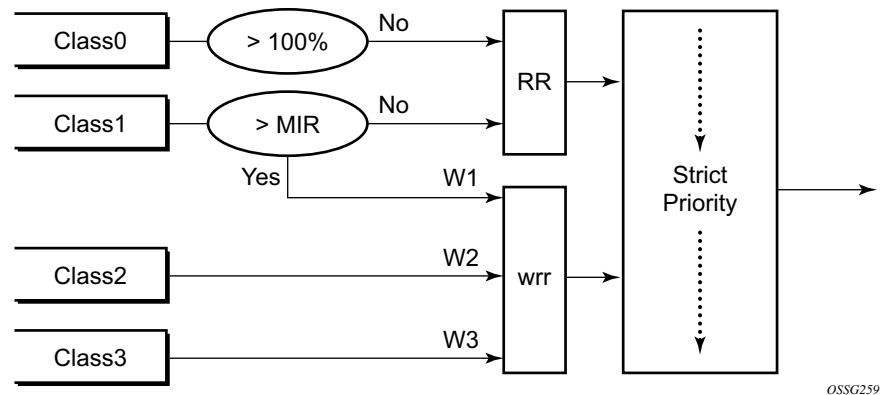 Class0
> 100%
No
RR
Class1
> MIR
No
Yes
W1
Strict
Priority
Class2
W2
wrr
Class3
W3
OSSG259